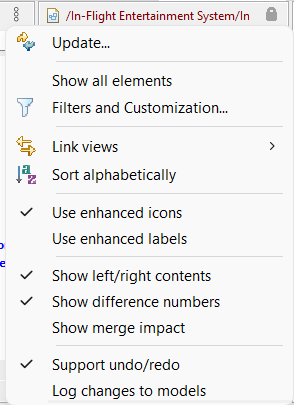 /In-Flight Entertainment System/In
Update...
Show all elements
Filters and Customization...
Link views
Sort alphabetically
Use enhanced icons
Use enhanced labels
Show left/right contents
Show difference numbers
Show merge impact
Support undo/redo
Log changes to models